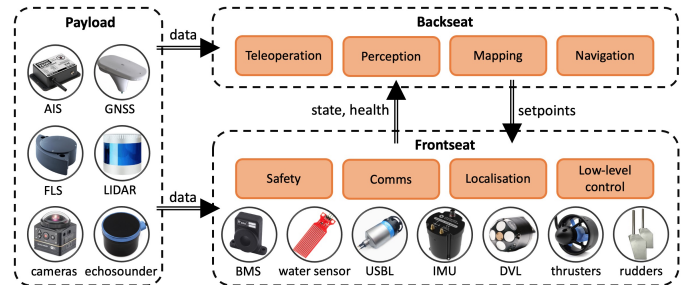 Payload
AIS
GNSS
FLS
LIDAR
cameras
echosounder
data
data
Backseat
Teleoperation
Perception
Mapping
Navigation
state, health
setpoints
Frontseat
Safety
Comms
Localisation
Low-level
control
BMS
water sensor
USBL
IMU
DVL
thrusters
rudders